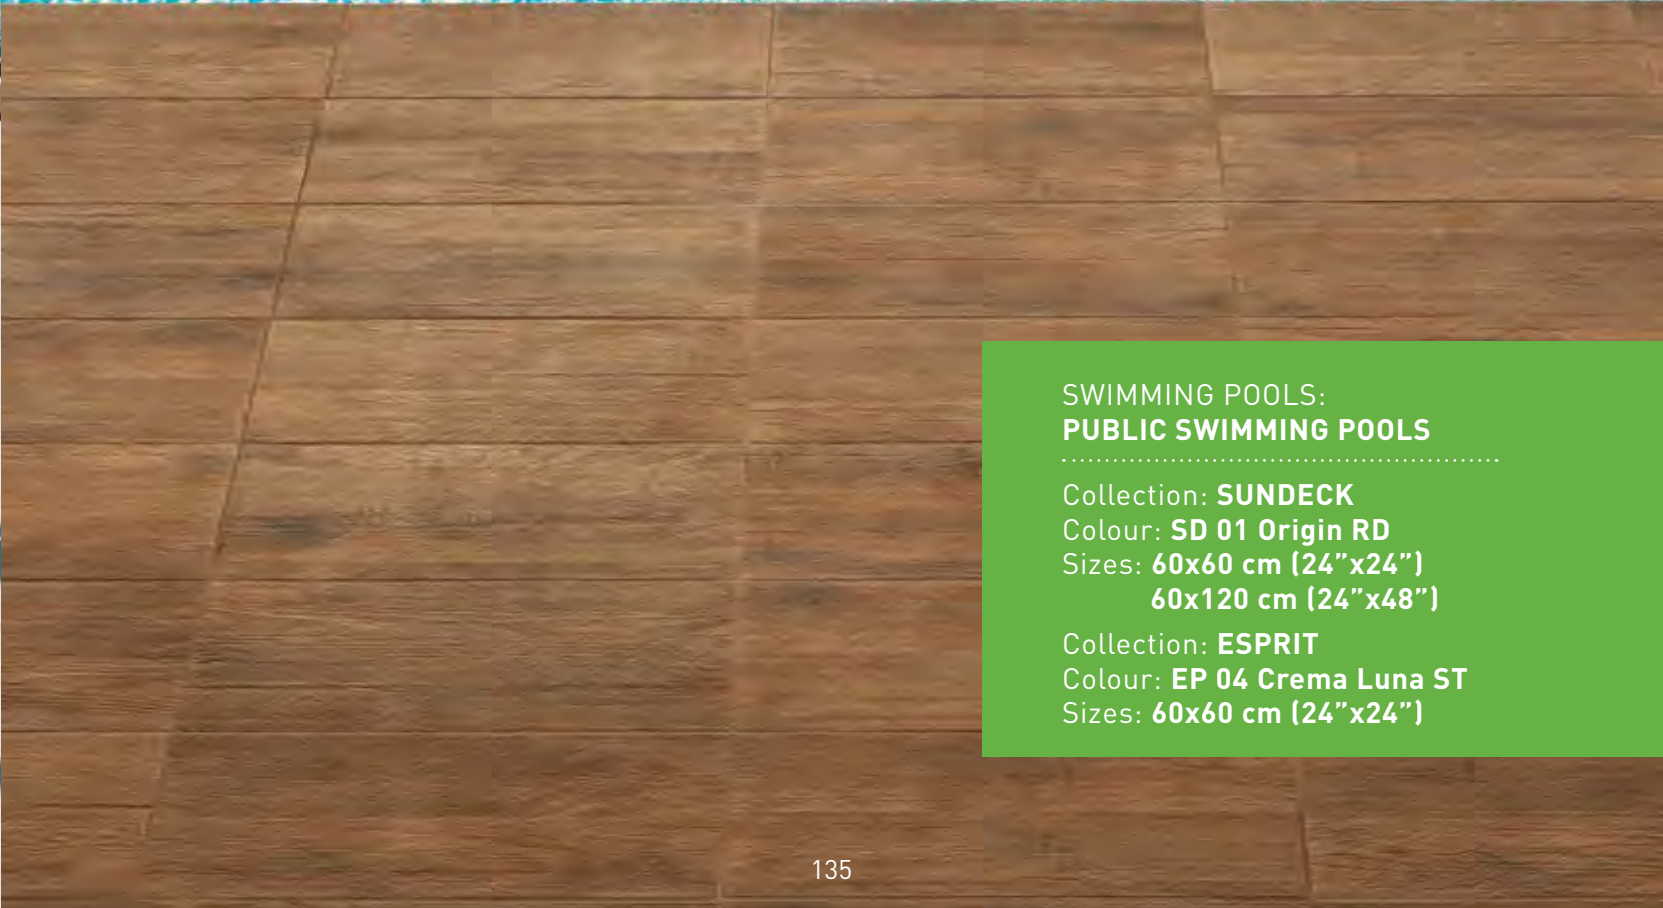 SWIMMING POOLS:
PUBLIC SWIMMING POOLS
Collection: SUNDECK
Colour: SD 01 Origin RD
Sizes: 60x60 cm (24”x24”)
60x120 cm (24”x48”)
Collection: ESPRIT
Colour: EP 04 Crema Luna ST
Sizes: 60x60 cm (24”x24”)
135